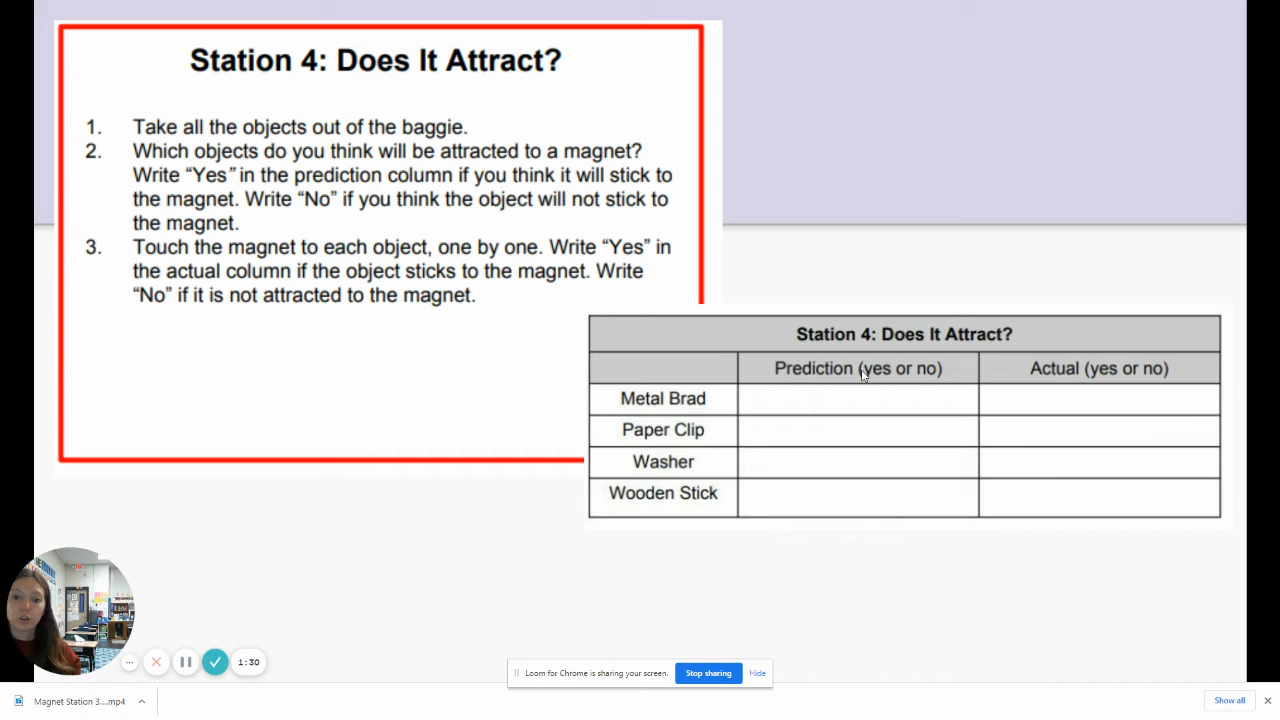 Station 4: Does It Attract?
1. Take all the objects out of the baggie.
2. Which objects do you think will be attracted to a magnet?
Write “Yes” in the prediction column if you think it will stick to
the magnet. Write “No” if you think the object will not stick to
the magnet.
3. Touch the magnet to each object, one by one. Write “Yes” in
the actual column if the object sticks to the magnet. Write
“No” if it is not attracted to the magnet.
Station 4: Does It Attract?
Prediction (yes or no) Actual (yes or no)
Metal Brad
Paper Clip
Washer
Wooden Stick
1:30
Loom for Chrome is sharing your screen. Stop sharing Hide
Magnet Station 3....mp4 Show all